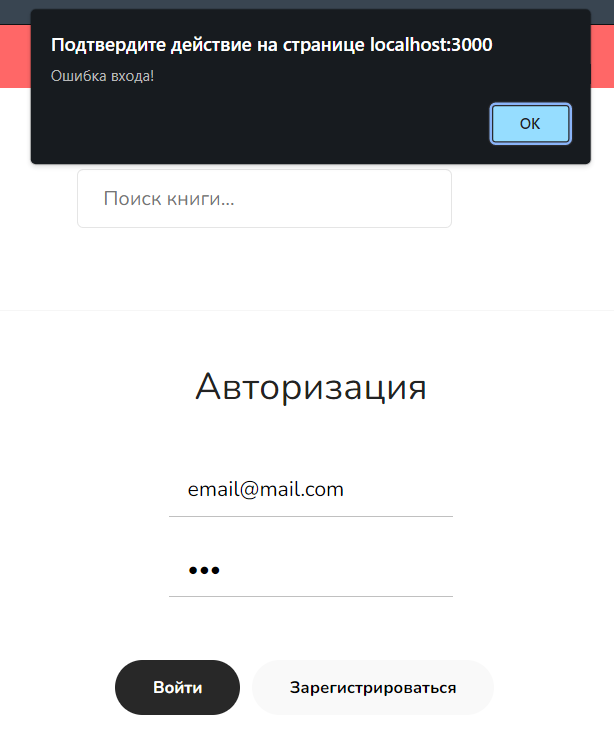 Подтвердите действие на странице localhost:3000
Ошибка входа!
OK
Поиск книги...
Авторизация
email@mail.com
•••
Войти
Зарегистрироваться